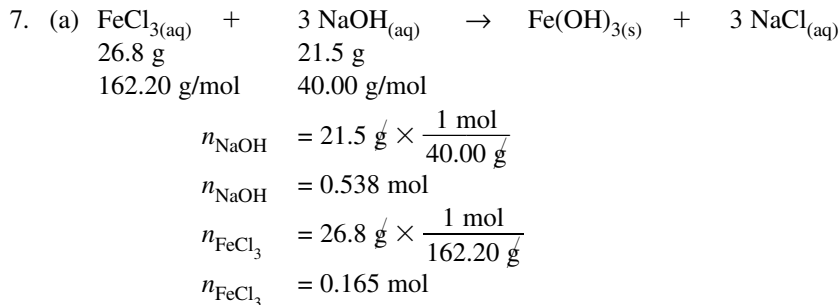 7. (a) FeCl₃(aq) + 3 NaOH(aq) → Fe(OH)₃(s) + 3 NaCl(aq)
26.8 g 21.5 g
162.20 g/mol 40.00 g/mol
nNaOH = 21.5 g × 1 mol / 40.00 g
nNaOH = 0.538 mol
nFeCl₃ = 26.8 g × 1 mol / 162.20 g
nFeCl₃ = 0.165 mol